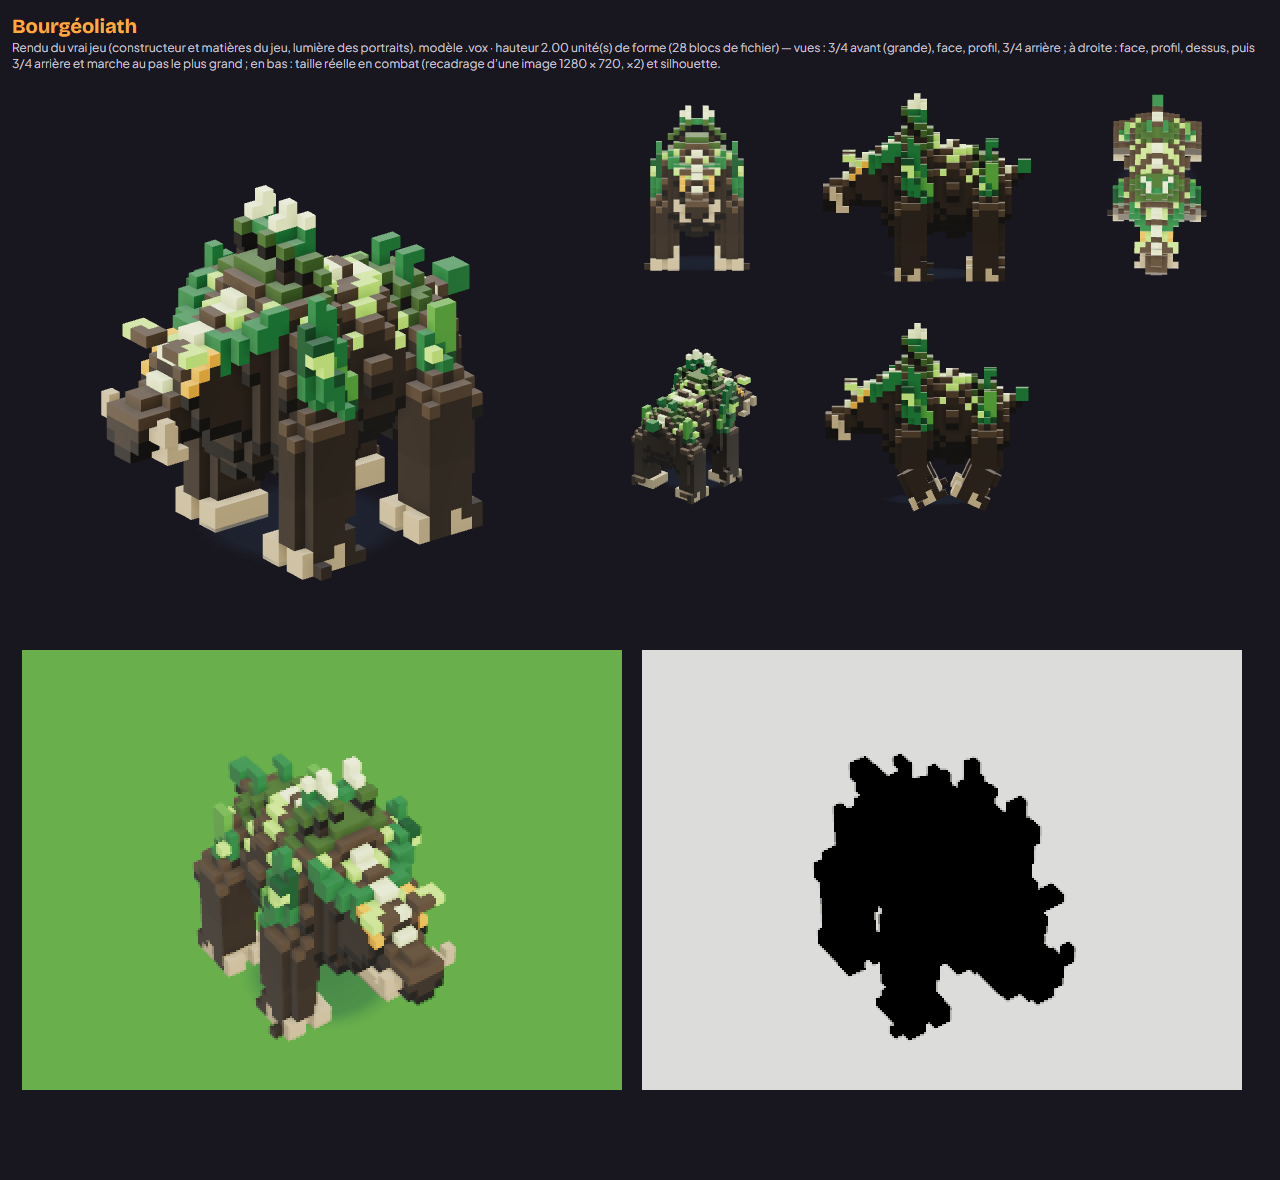 Bourgéoliath
Rendu du vrai jeu (constructeur et matières du jeu, lumière des portraits). modèle .vox · hauteur 2.00 unité(s) de forme (28 blocs de fichier) — vues : 3/4 avant (grande), face, profil, 3/4 arrière ; à droite : face, profil, dessus, puis
3/4 arrière et marche au pas le plus grand ; en bas : taille réelle en combat (recadrage d’une image 1280 × 720, ×2) et silhouette.